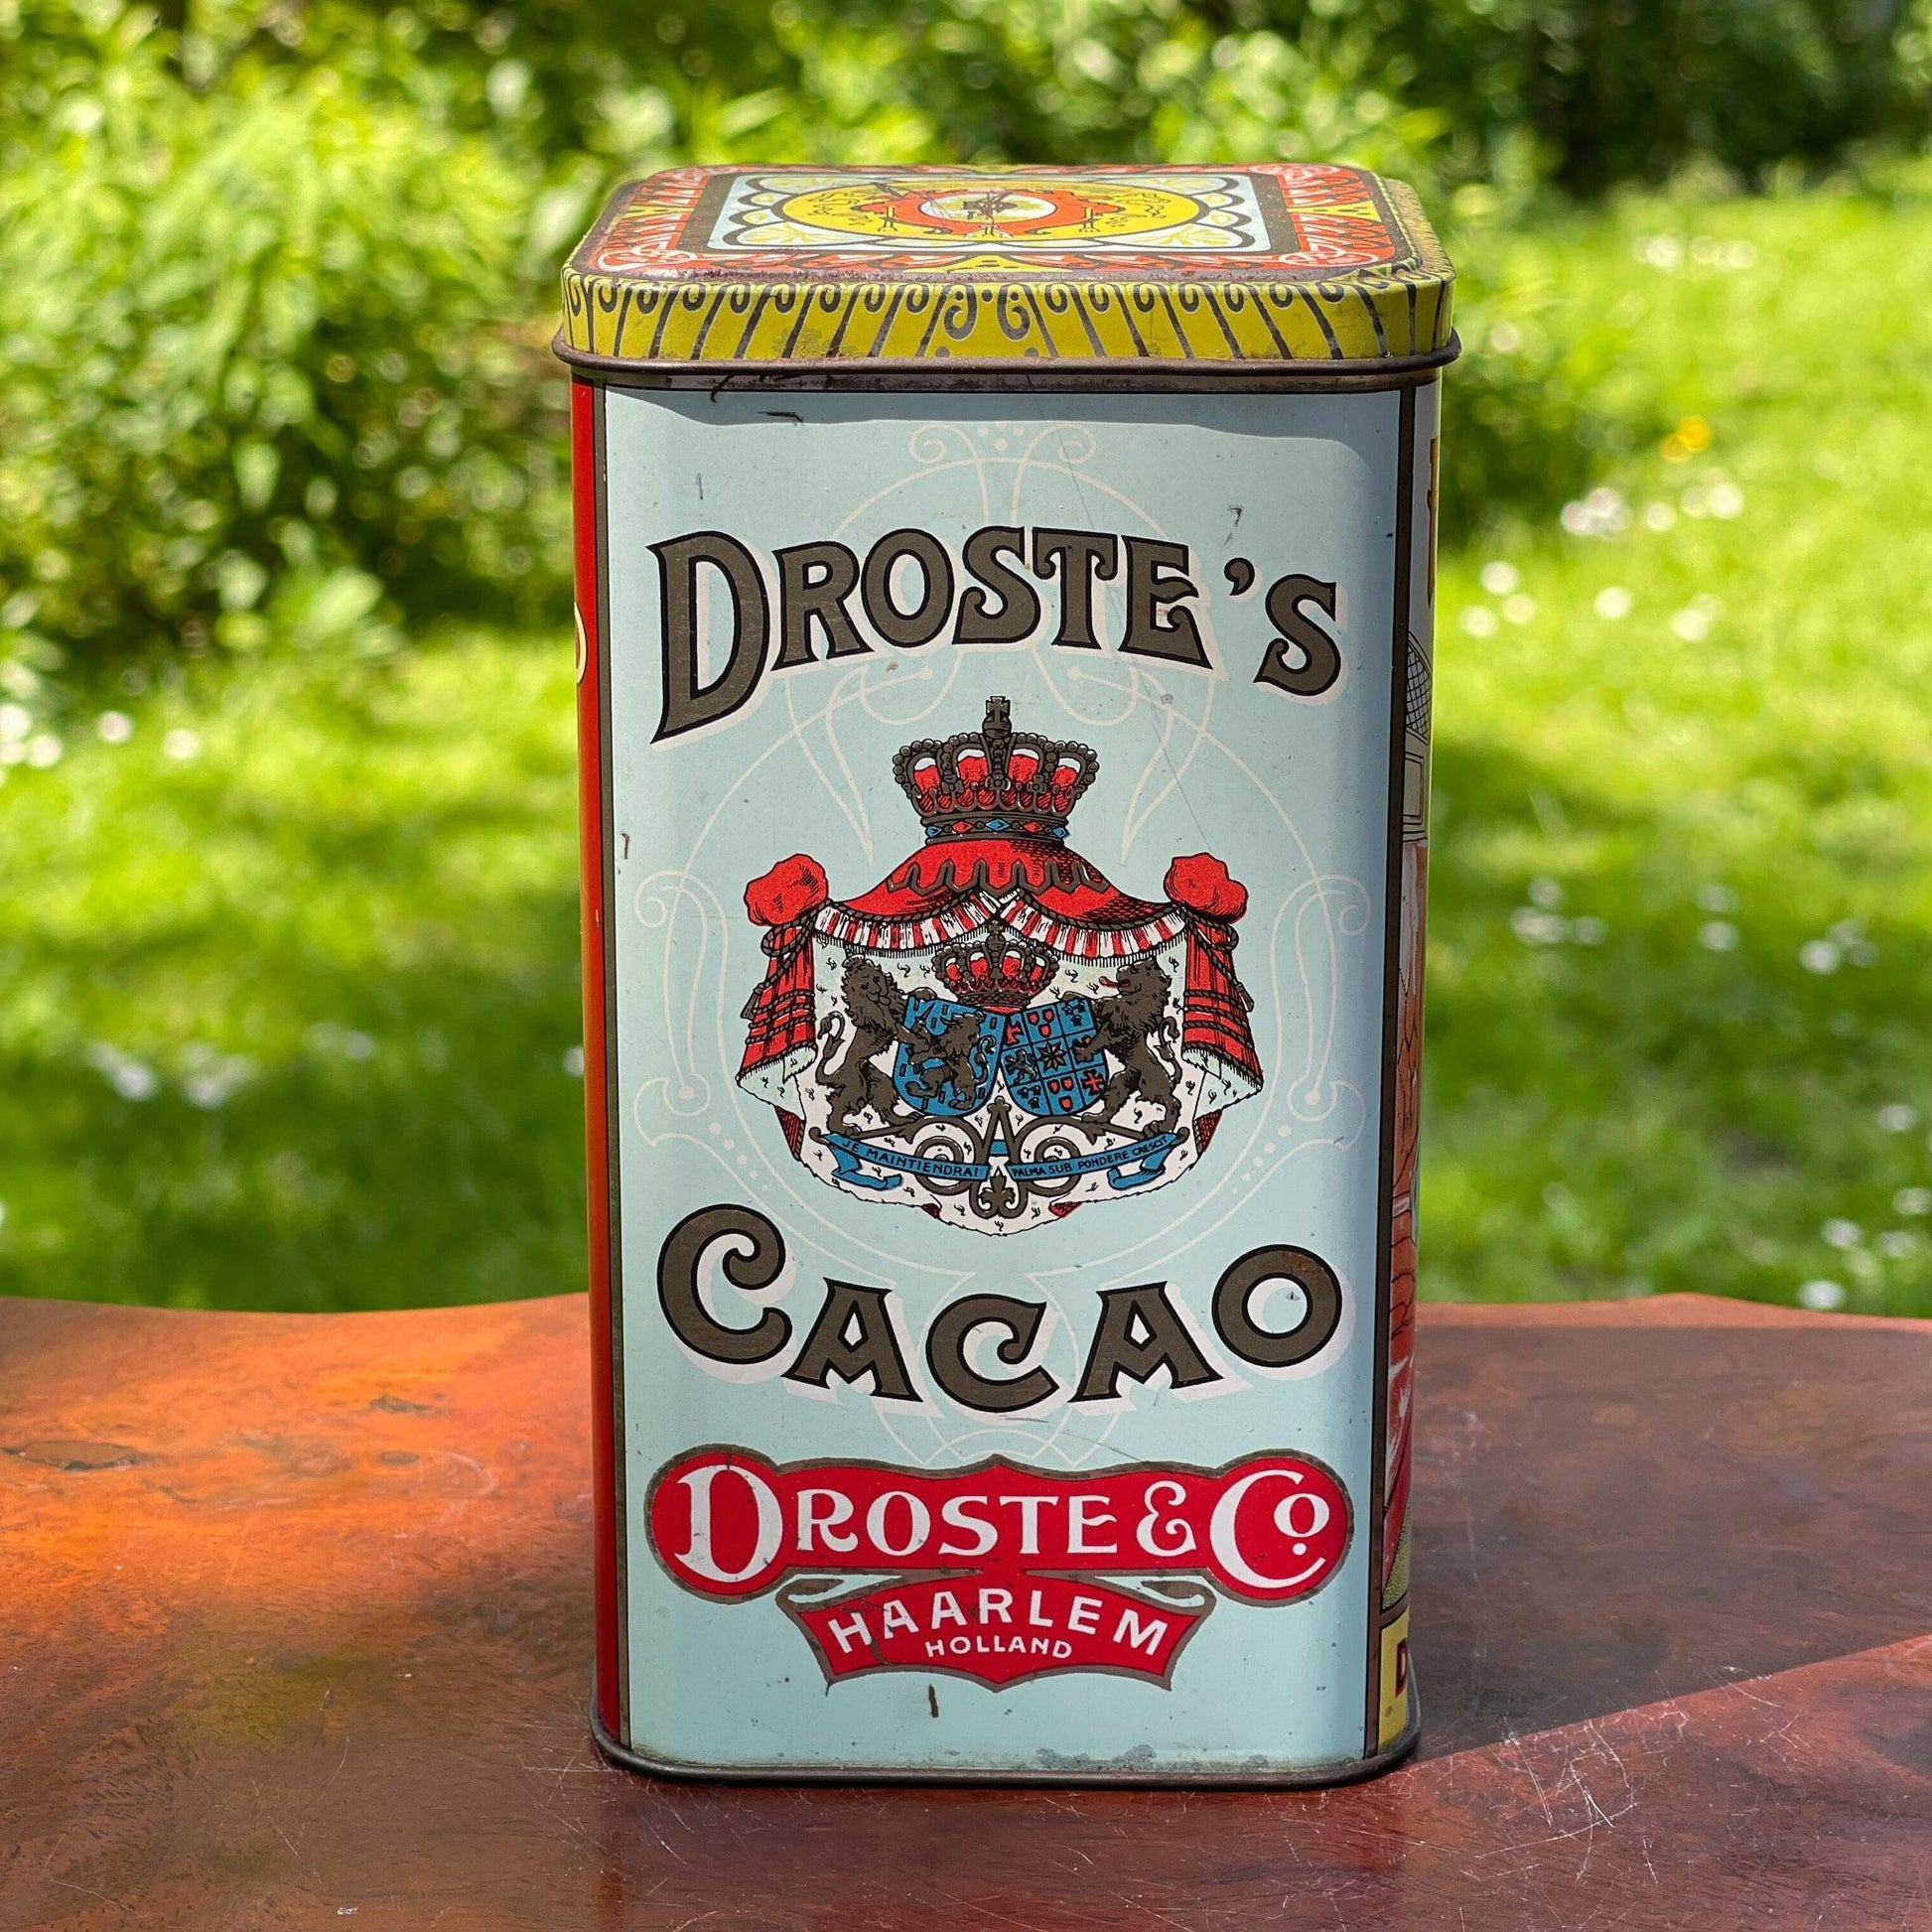 DROSTE'S
JE MAINTIENDRAI PALMA SUB PONDERE CRESCIT
CACAO
DROSTE & Co.
HAARLEM
HOLLAND